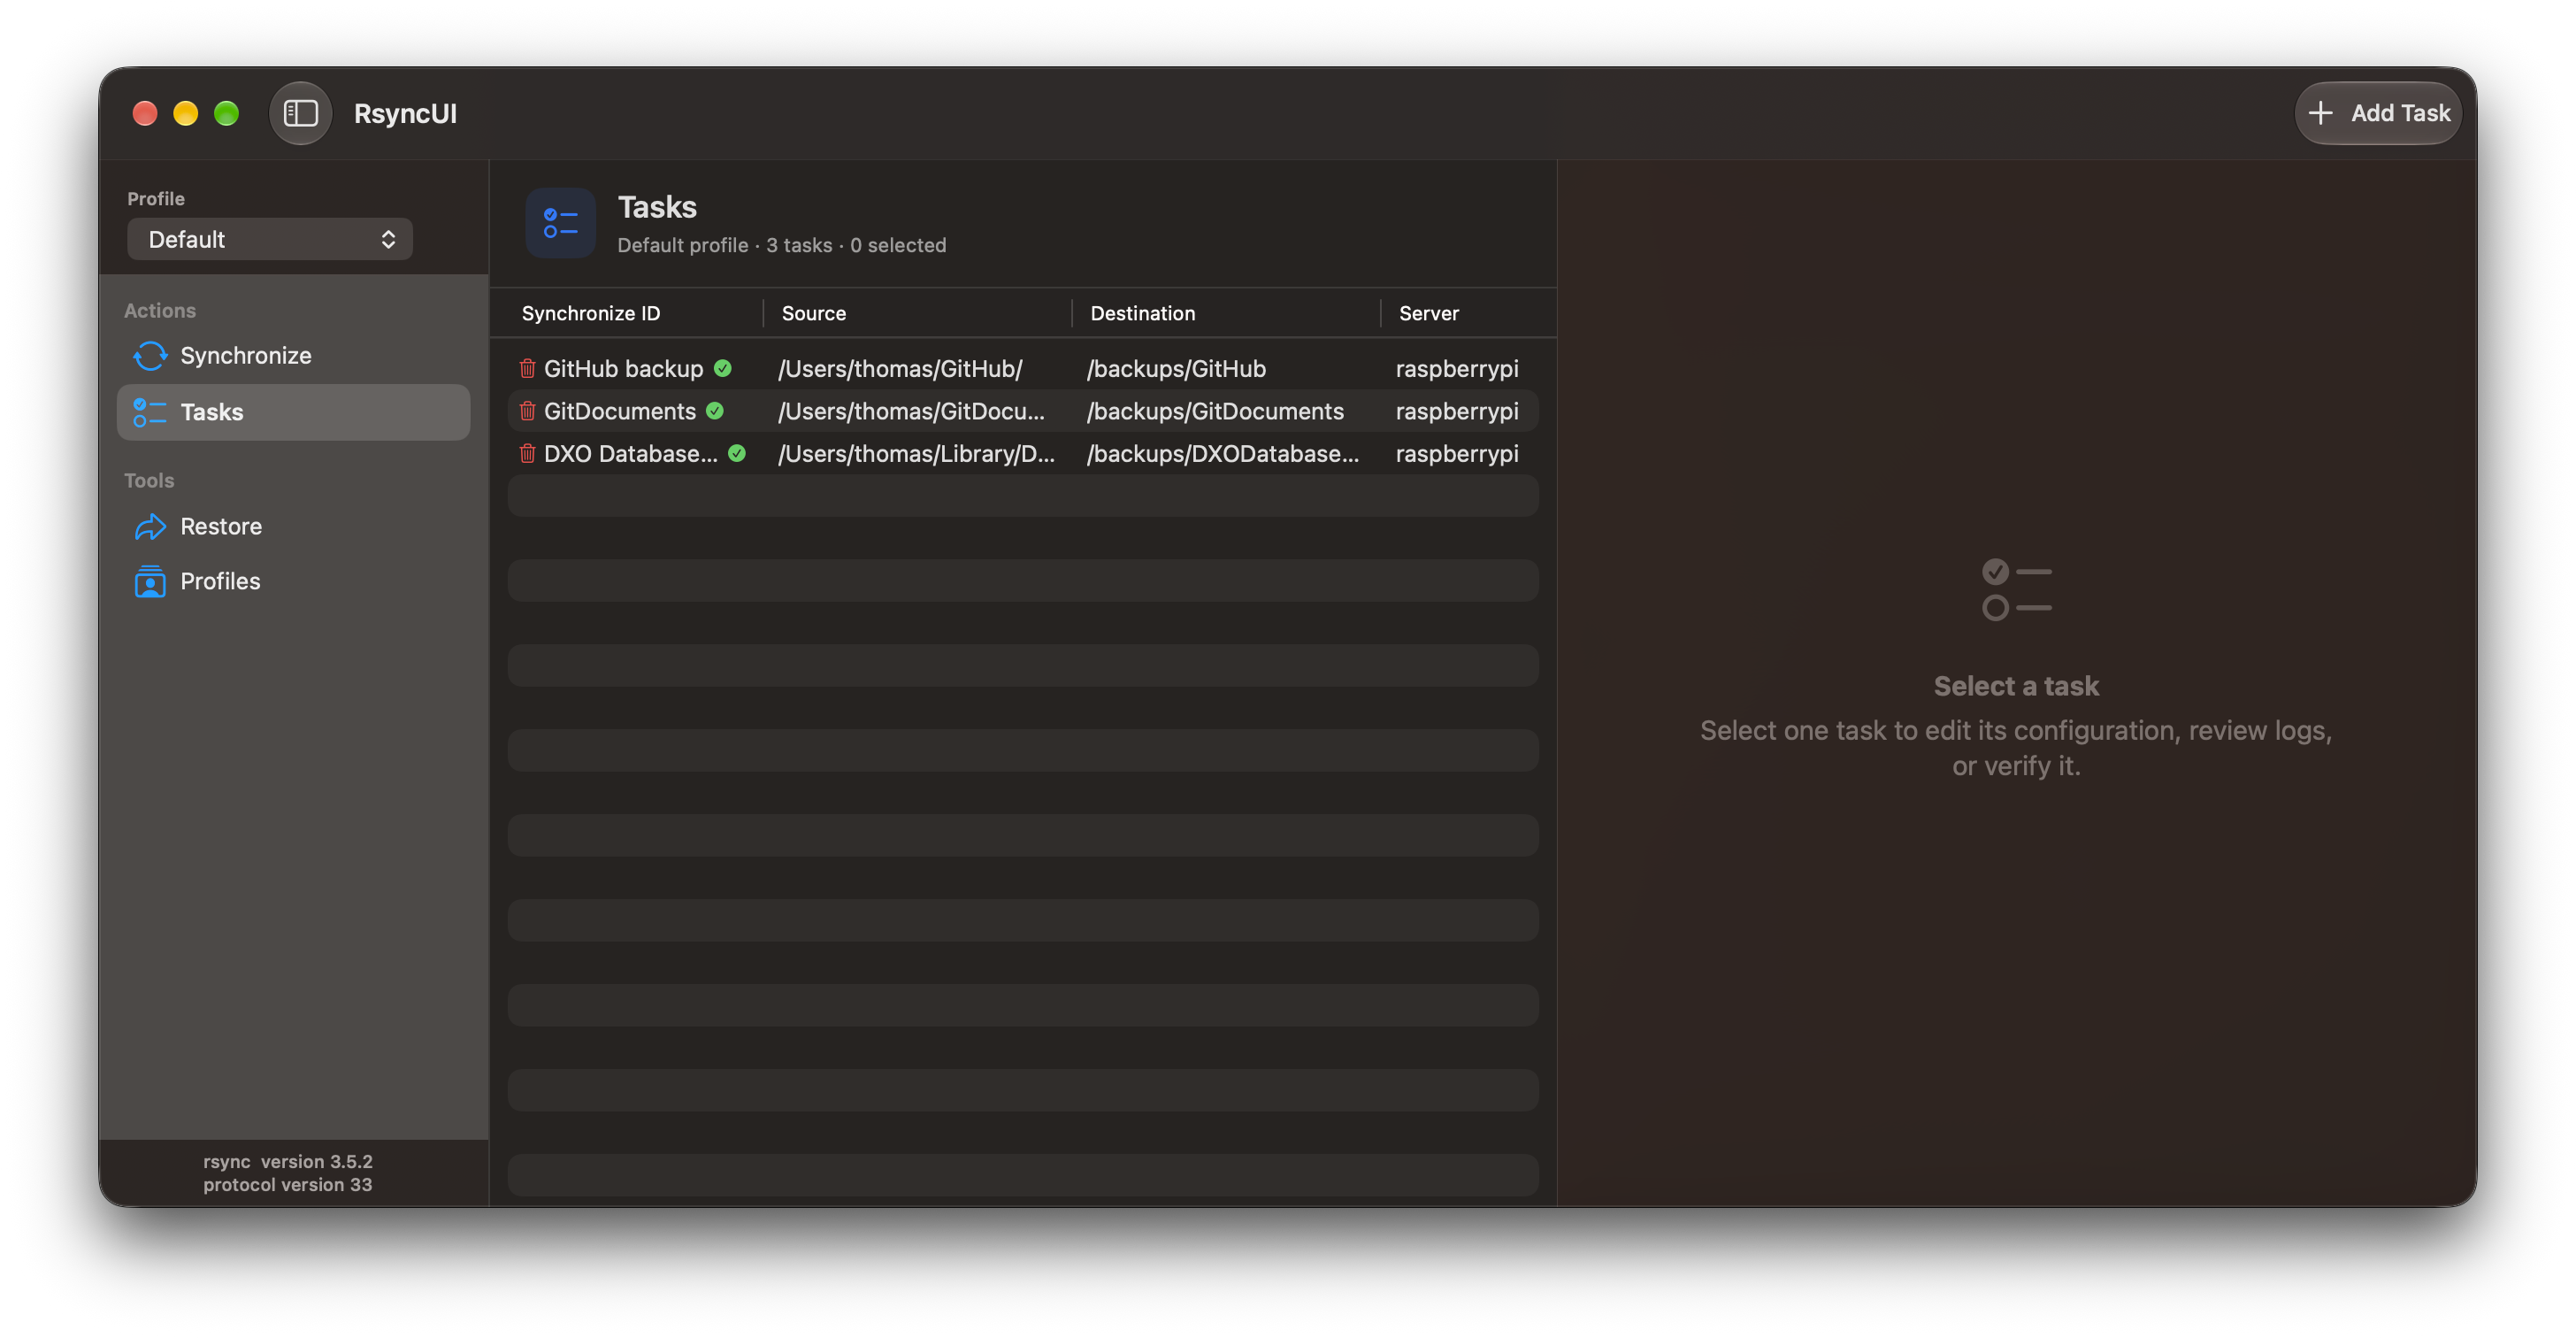 RsyncUI
Add Task
Profile
Default
Actions
Synchronize
Tasks
Tools
Restore
Profiles
rsync  version 3.5.2
protocol version 33
Tasks
Default profile · 3 tasks · 0 selected
Synchronize ID Source Destination Server
GitHub backup /Users/thomas/GitHub/ /backups/GitHub raspberrypi
GitDocuments /Users/thomas/GitDocu... /backups/GitDocuments raspberrypi
DXO Database... /Users/thomas/Library/D... /backups/DXODatabase... raspberrypi
Select a task
Select one task to edit its configuration, review logs,
or verify it.